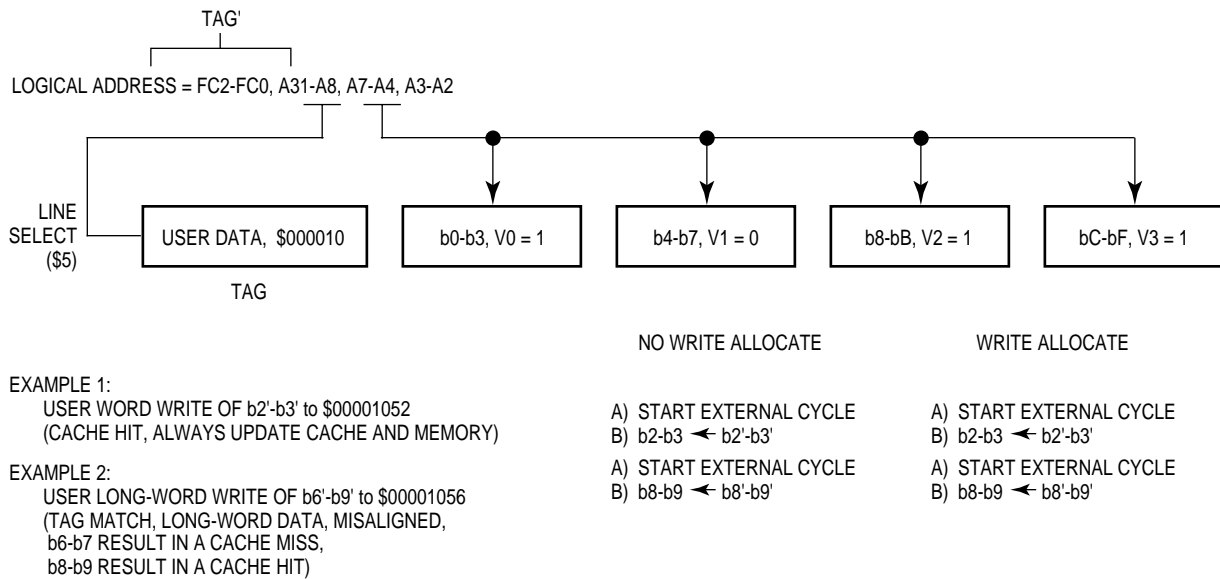 TAG'
LOGICAL ADDRESS = FC2-FC0, A31-A8, A7-A4, A3-A2
LINE
SELECT
($5)
USER DATA, $000010
b0-b3, V0 = 1
b4-b7, V1 = 0
b8-bB, V2 = 1
bC-bF, V3 = 1
TAG
NO WRITE ALLOCATE
WRITE ALLOCATE
EXAMPLE 1:
USER WORD WRITE OF b2'-b3' to $00001052
(CACHE HIT, ALWAYS UPDATE CACHE AND MEMORY)
A) START EXTERNAL CYCLE
B) b2-b3 ← b2'-b3'
A) START EXTERNAL CYCLE
B) b2-b3 ← b2'-b3'
EXAMPLE 2:
USER LONG-WORD WRITE OF b6'-b9' to $00001056
(TAG MATCH, LONG-WORD DATA, MISALIGNED,
b6-b7 RESULT IN A CACHE MISS,
b8-b9 RESULT IN A CACHE HIT)
A) START EXTERNAL CYCLE
B) b8-b9 ← b8'-b9'
A) START EXTERNAL CYCLE
B) b8-b9 ← b8'-b9'